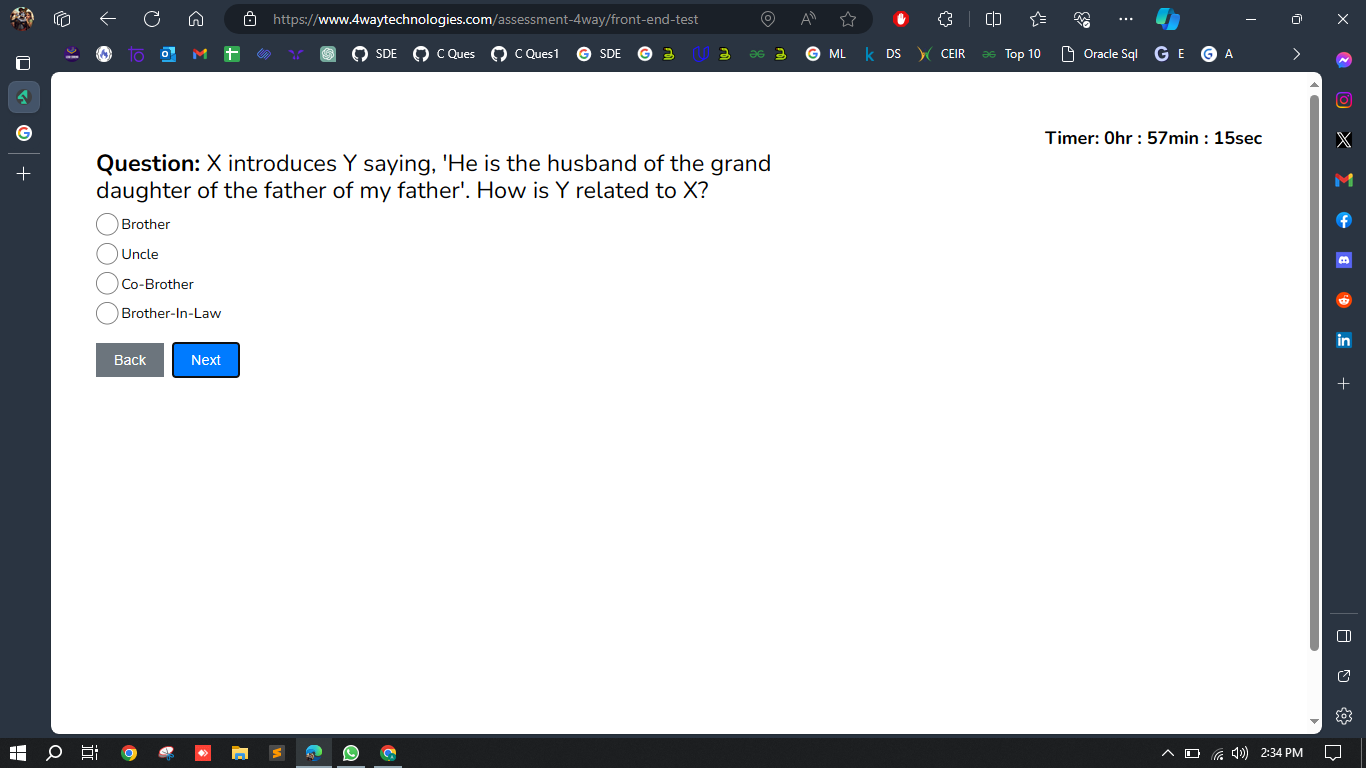 https://www.4waytechnologies.com/assessment-4way/front-end-test
SDE C Ques C Ques1 SDE ML DS CEIR Top 10 Oracle Sql E A
Timer: 0hr : 57min : 15sec
Question: X introduces Y saying, 'He is the husband of the grand
daughter of the father of my father'. How is Y related to X?
Brother
Uncle
Co-Brother
Brother-In-Law
Back Next
2:34 PM